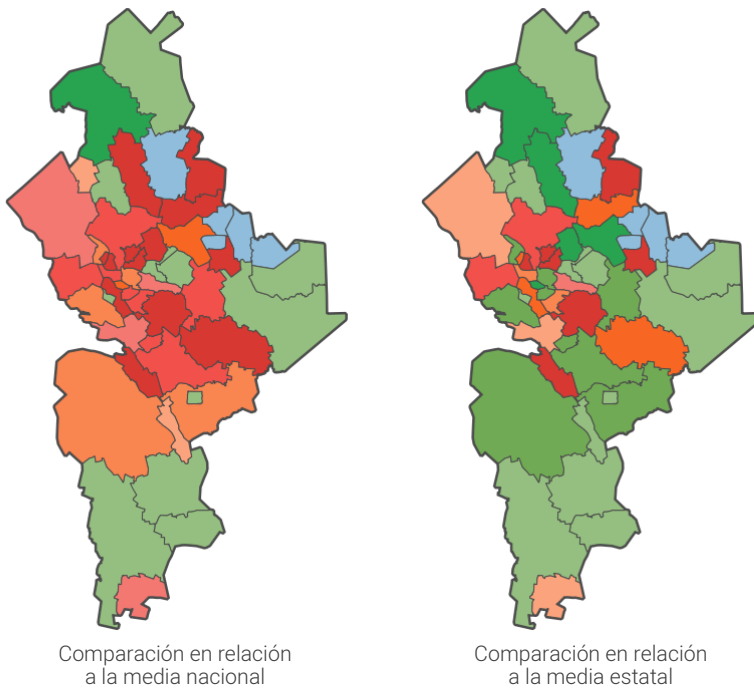 Comparación en relación
a la media nacional
Comparación en relación
a la media estatal